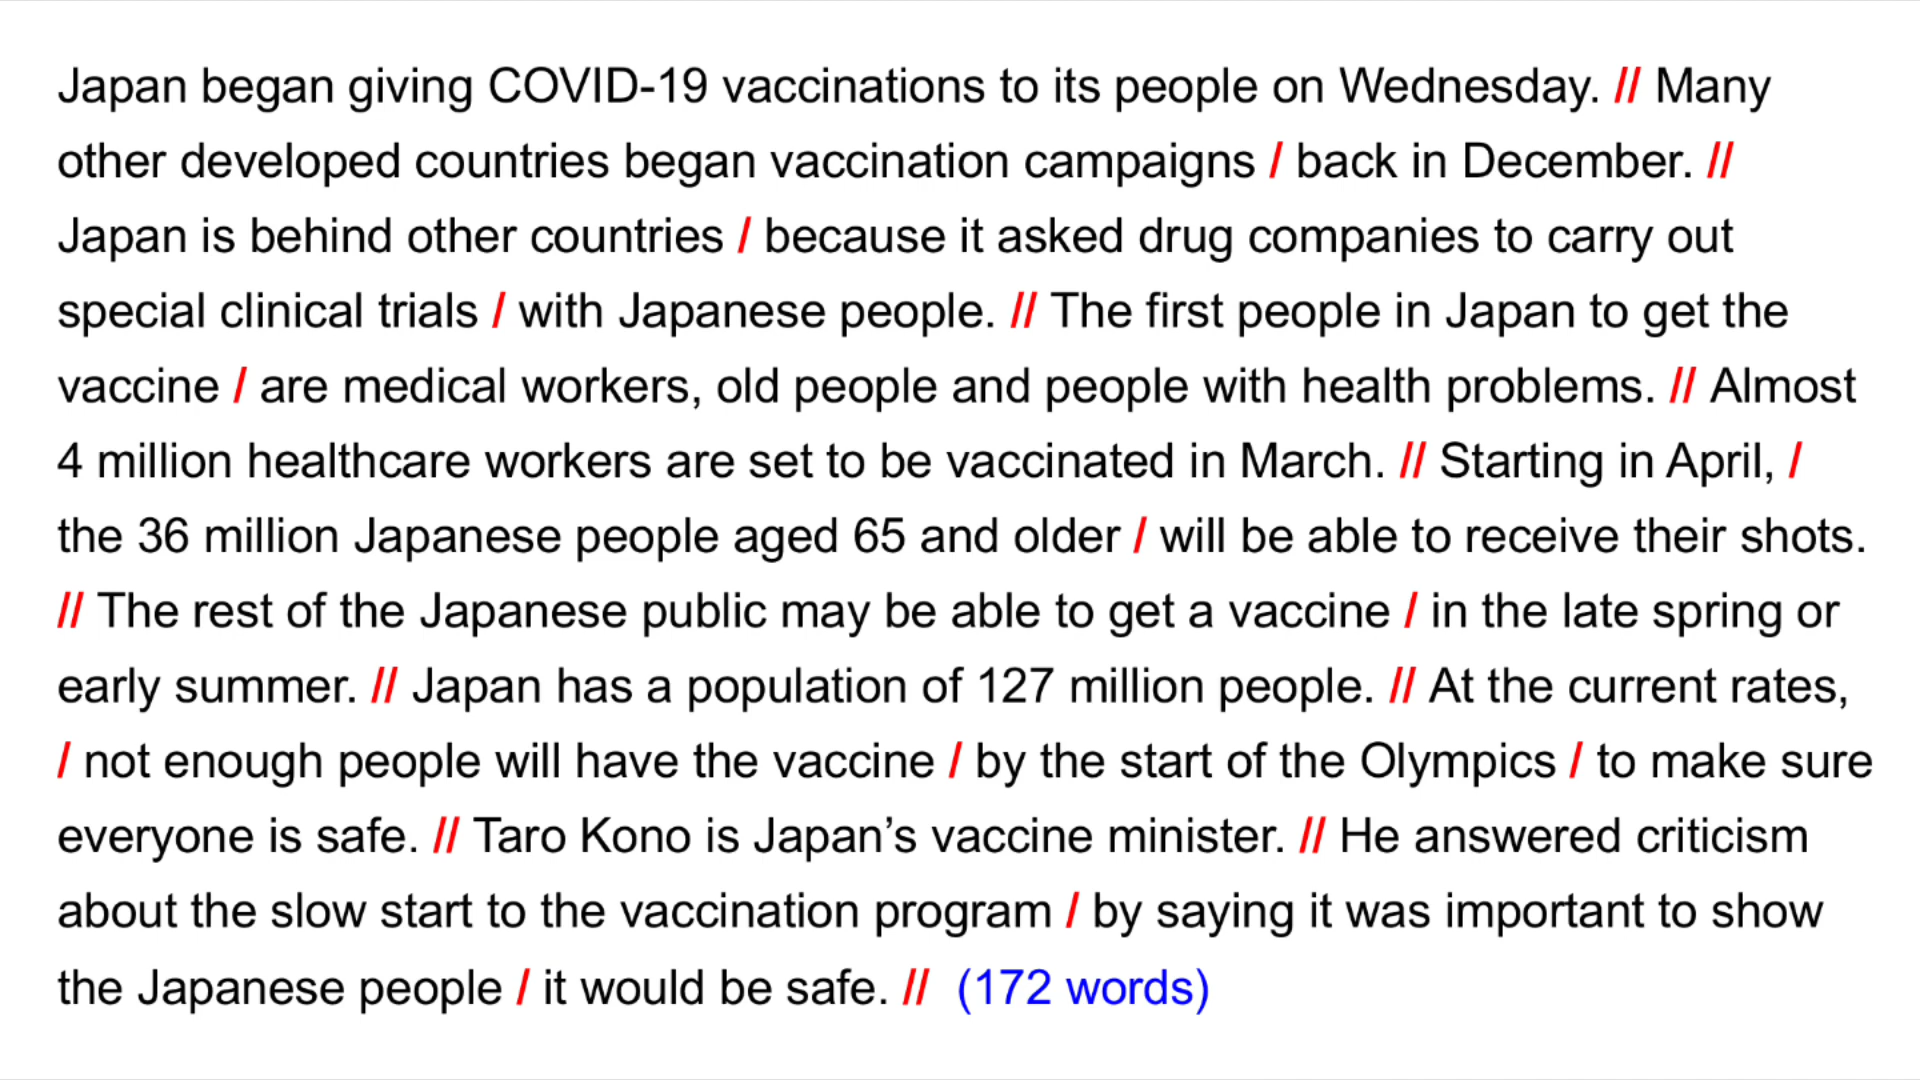 Japan began giving COVID-19 vaccinations to its people on Wednesday. // Many
other developed countries began vaccination campaigns / back in December. //
Japan is behind other countries / because it asked drug companies to carry out
special clinical trials / with Japanese people. // The first people in Japan to get the
vaccine / are medical workers, old people and people with health problems. // Almost
4 million healthcare workers are set to be vaccinated in March. // Starting in April, /
the 36 million Japanese people aged 65 and older / will be able to receive their shots.
// The rest of the Japanese public may be able to get a vaccine / in the late spring or
early summer. // Japan has a population of 127 million people. // At the current rates,
/ not enough people will have the vaccine / by the start of the Olympics / to make sure
everyone is safe. // Taro Kono is Japan’s vaccine minister. // He answered criticism
about the slow start to the vaccination program / by saying it was important to show
the Japanese people / it would be safe. // (172 words)